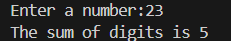 Enter a number:23
The sum of digits is 5